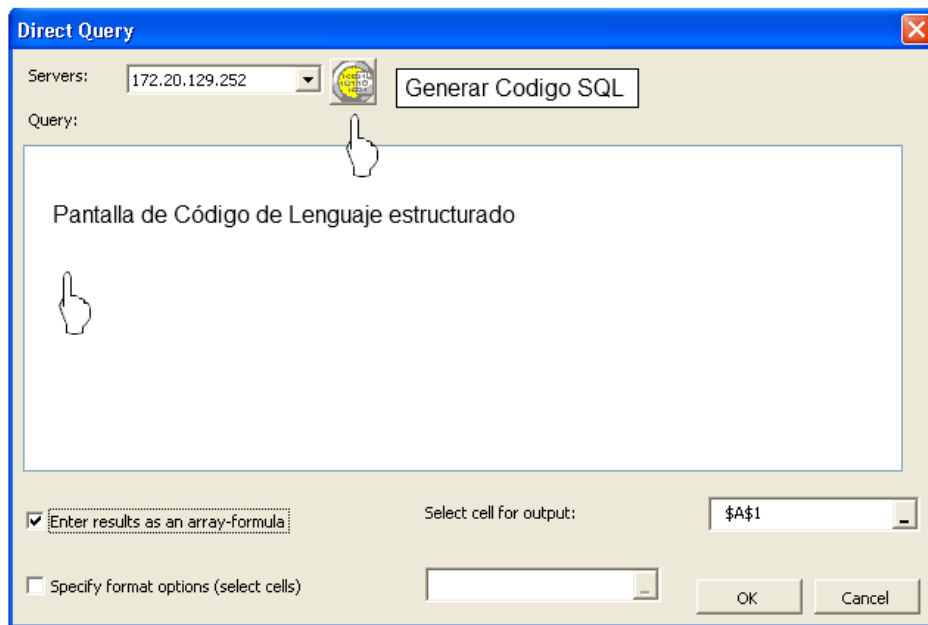 Direct Query
Servers: 172.20.129.252 Generar Codigo SQL
Query:
Pantalla de Código de Lenguaje estructurado
Enter results as an array-formula Select cell for output: $A$1
Specify format options (select cells) OK Cancel